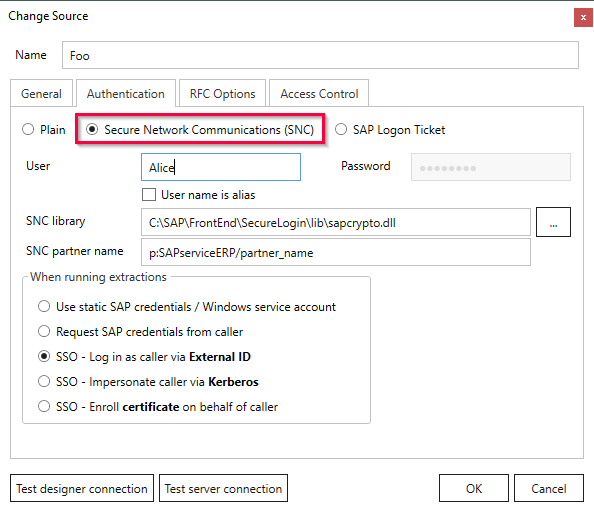 Change Source
x
Name Foo
General Authentication RFC Options Access Control
Plain Secure Network Communications (SNC) SAP Logon Ticket
User Alice Password
User name is alias
SNC library C:\SAP\FrontEnd\SecureLogin\lib\sapcrypto.dll ...
SNC partner name p:SAPserviceERP/partner_name
When running extractions
Use static SAP credentials / Windows service account
Request SAP credentials from caller
SSO - Log in as caller via External ID
SSO - Impersonate caller via Kerberos
SSO - Enroll certificate on behalf of caller
Test designer connection Test server connection OK Cancel